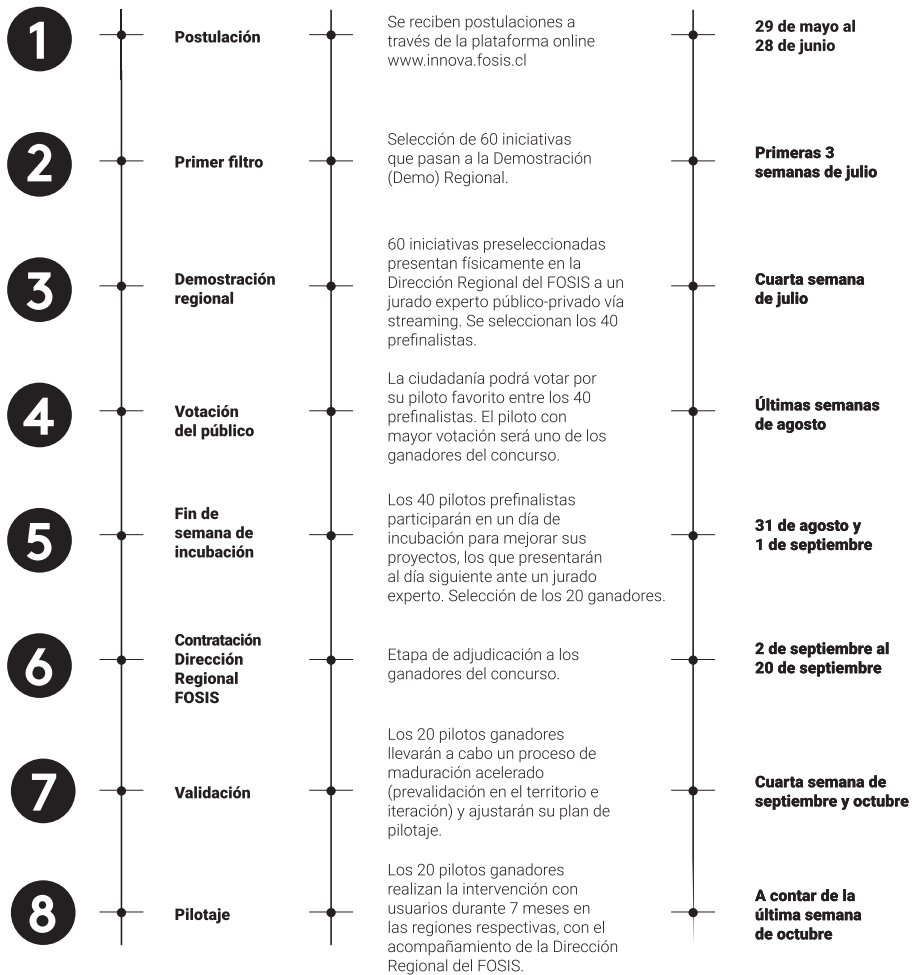 1
Postulación
Se reciben postulaciones a
través de la plataforma online
www.innova.fosis.cl
29 de mayo al
28 de junio
2
Primer filtro
Selección de 60 iniciativas
que pasan a la Demostración
(Demo) Regional.
Primeras 3
semanas de julio
3
Demostración
regional
60 iniciativas preseleccionadas
presentan físicamente en la
Dirección Regional del FOSIS a un
jurado experto público-privado vía
streaming. Se seleccionan los 40
prefinalistas.
Cuarta semana
de julio
4
Votación
del público
La ciudadanía podrá votar por
su piloto favorito entre los 40
prefinalistas. El piloto con
mayor votación será uno de los
ganadores del concurso.
Últimas semanas
de agosto
5
Fin de
semana de
incubación
Los 40 pilotos prefinalistas
participarán en un día de
incubación para mejorar sus
proyectos, los que presentarán
al día siguiente ante un jurado
experto. Selección de los 20 ganadores.
31 de agosto y
1 de septiembre
6
Contratación
Dirección
Regional
FOSIS
Etapa de adjudicación a los
ganadores del concurso.
2 de septiembre al
20 de septiembre
7
Validación
Los 20 pilotos ganadores
llevarán a cabo un proceso de
maduración acelerado
(prevalidación en el territorio e
iteración) y ajustarán su plan de
pilotaje.
Cuarta semana de
septiembre y octubre
8
Pilotaje
Los 20 pilotos ganadores
realizan la intervención con
usuarios durante 7 meses en
las regiones respectivas, con el
acompañamiento de la Dirección
Regional del FOSIS.
A contar de la
última semana
de octubre